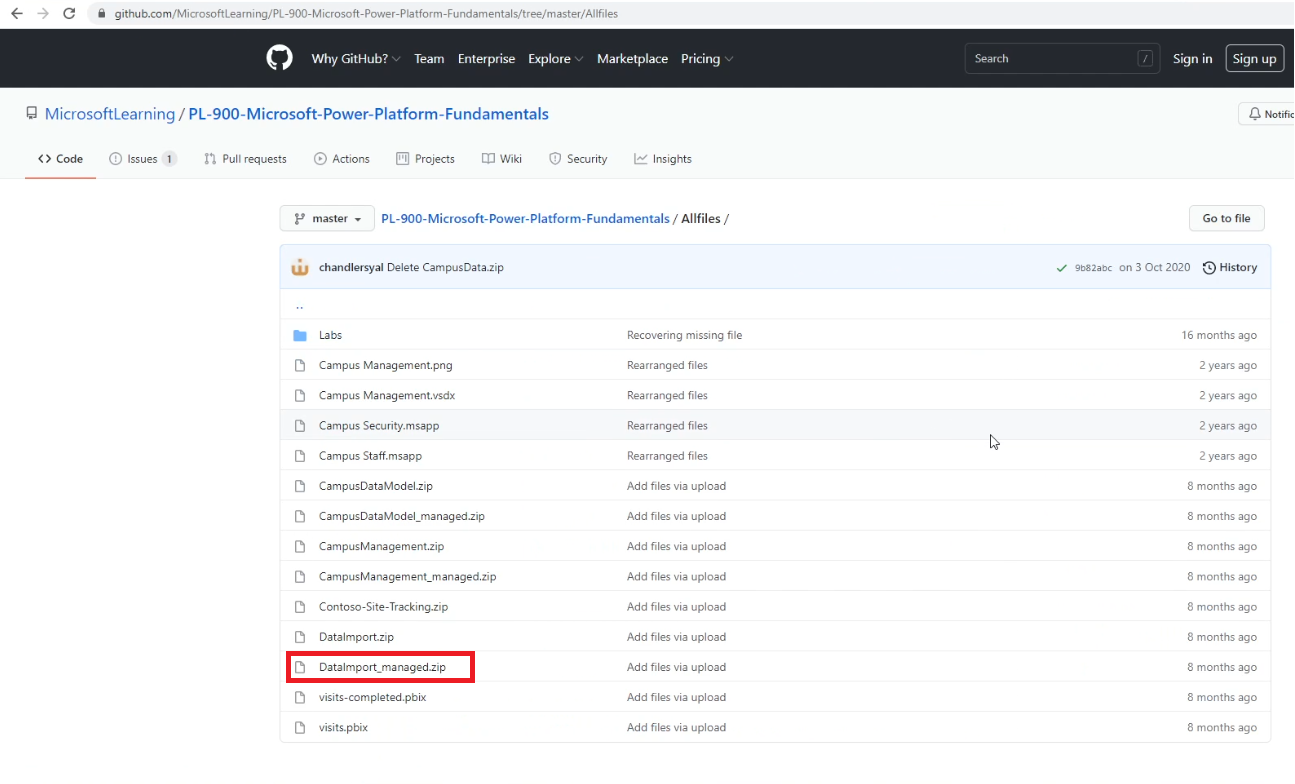 github.com/MicrosoftLearning/PL-900-Microsoft-Power-Platform-Fundamentals/tree/master/Allfiles
Why GitHub? Team Enterprise Explore Marketplace Pricing Search / Sign in Sign up
MicrosoftLearning / PL-900-Microsoft-Power-Platform-Fundamentals Notific
<> Code Issues 1 Pull requests Actions Projects Wiki Security Insights
master PL-900-Microsoft-Power-Platform-Fundamentals / Allfiles / Go to file
chandlersyal Delete CampusData.zip 9b82abc on 3 Oct 2020 History
..
Labs Recovering missing file 16 months ago
Campus Management.png Rearranged files 2 years ago
Campus Management.vsdx Rearranged files 2 years ago
Campus Security.msapp Rearranged files 2 years ago
Campus Staff.msapp Rearranged files 2 years ago
CampusDataModel.zip Add files via upload 8 months ago
CampusDataModel_managed.zip Add files via upload 8 months ago
CampusManagement.zip Add files via upload 8 months ago
CampusManagement_managed.zip Add files via upload 8 months ago
Contoso-Site-Tracking.zip Add files via upload 8 months ago
DataImport.zip Add files via upload 8 months ago
DataImport_managed.zip Add files via upload 8 months ago
visits-completed.pbix Add files via upload 8 months ago
visits.pbix Add files via upload 8 months ago